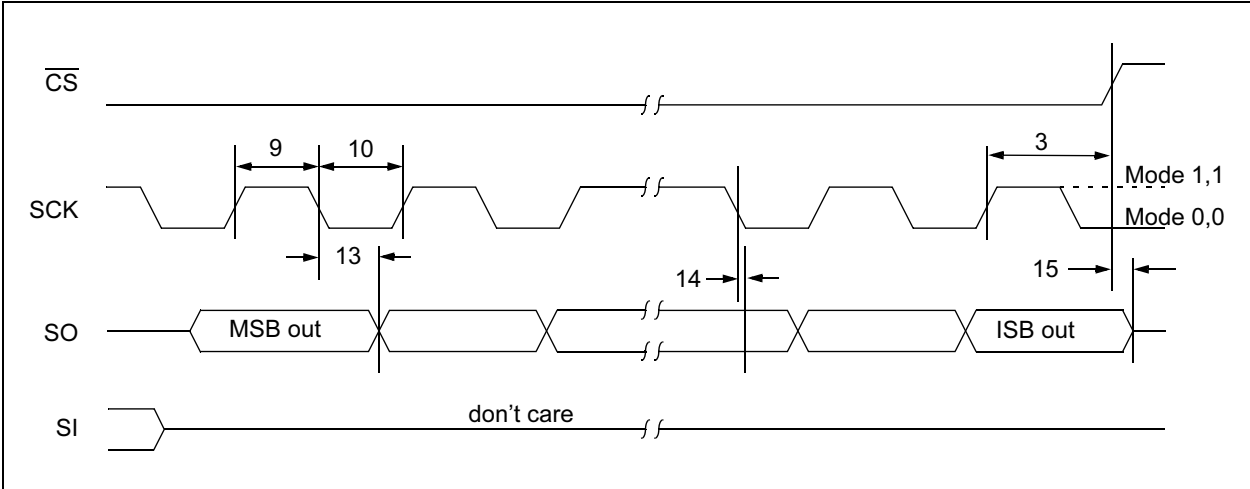 CS
9
10
3
SCK
Mode 1,1
Mode 0,0
13
14
15
SO
MSB out
ISB out
SI
don't care